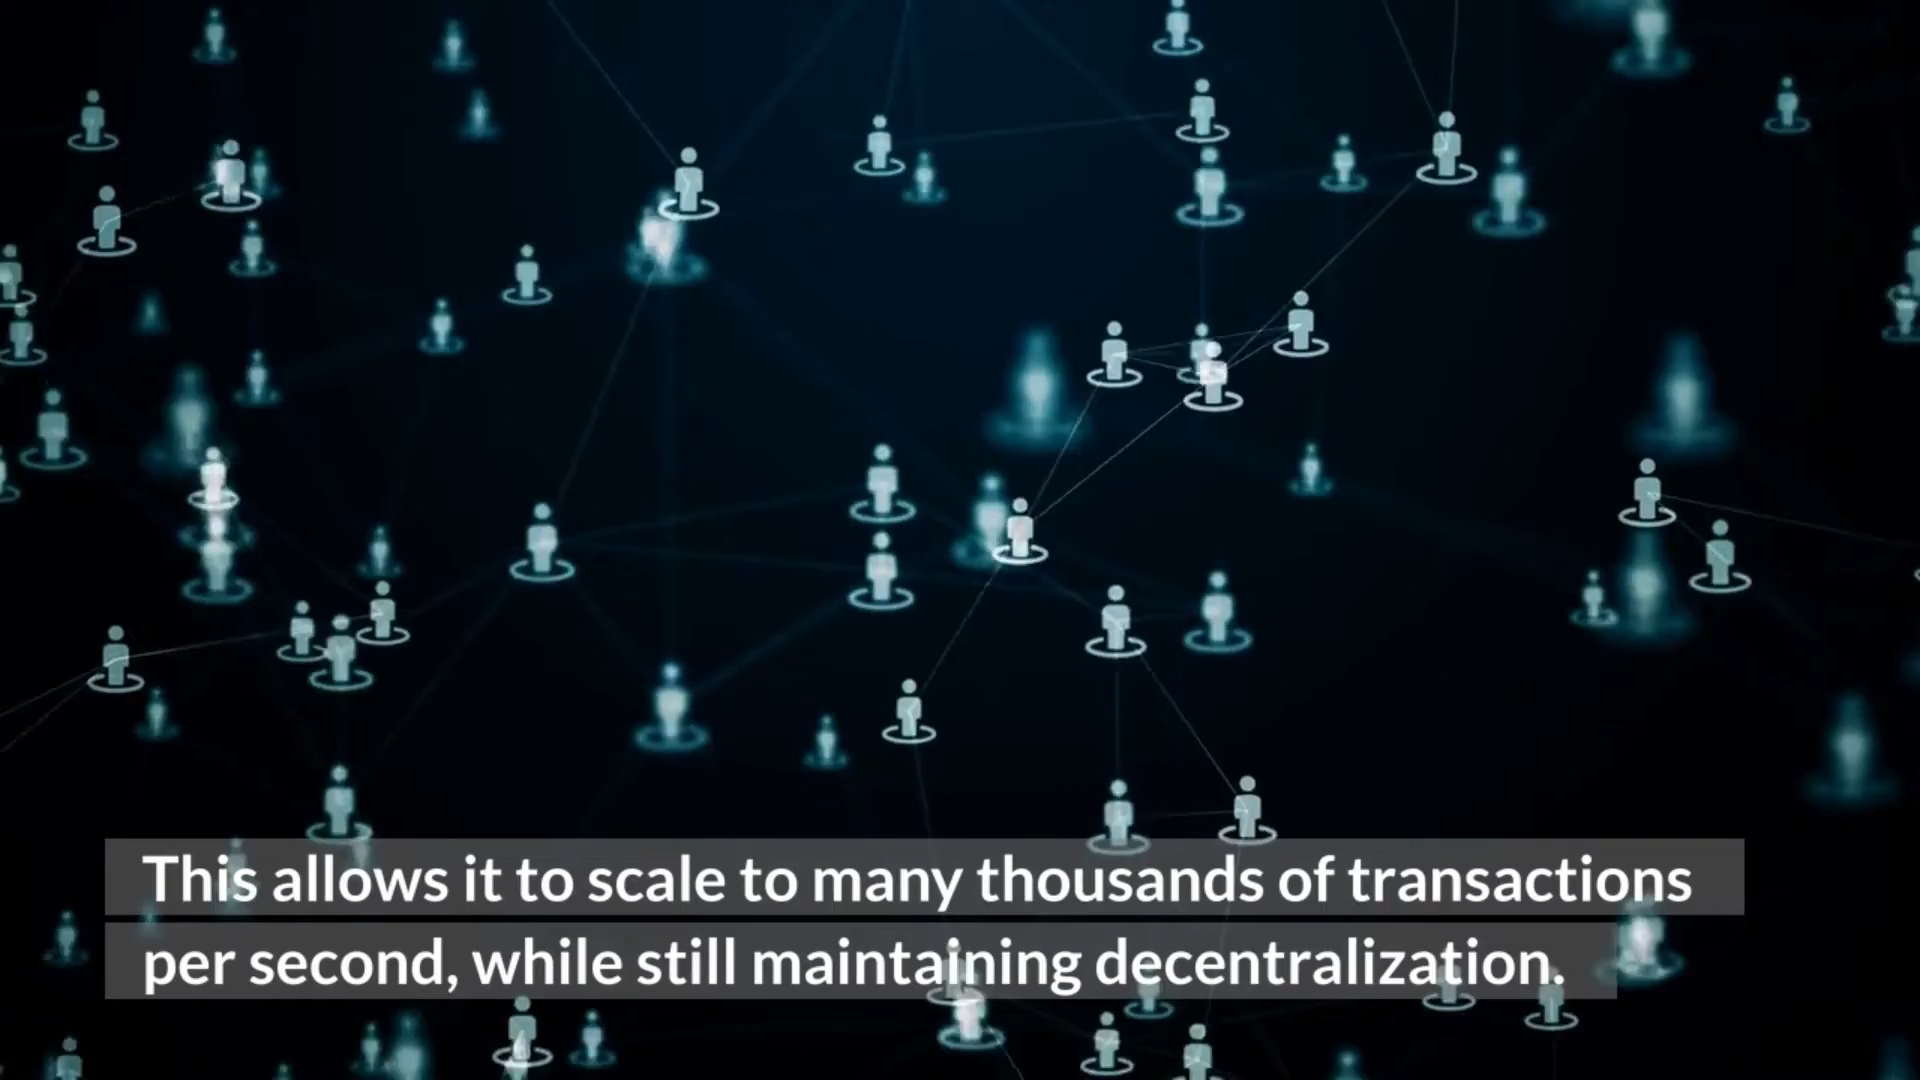 This allows it to scale to many thousands of transactions
per second, while still maintaining decentralization.